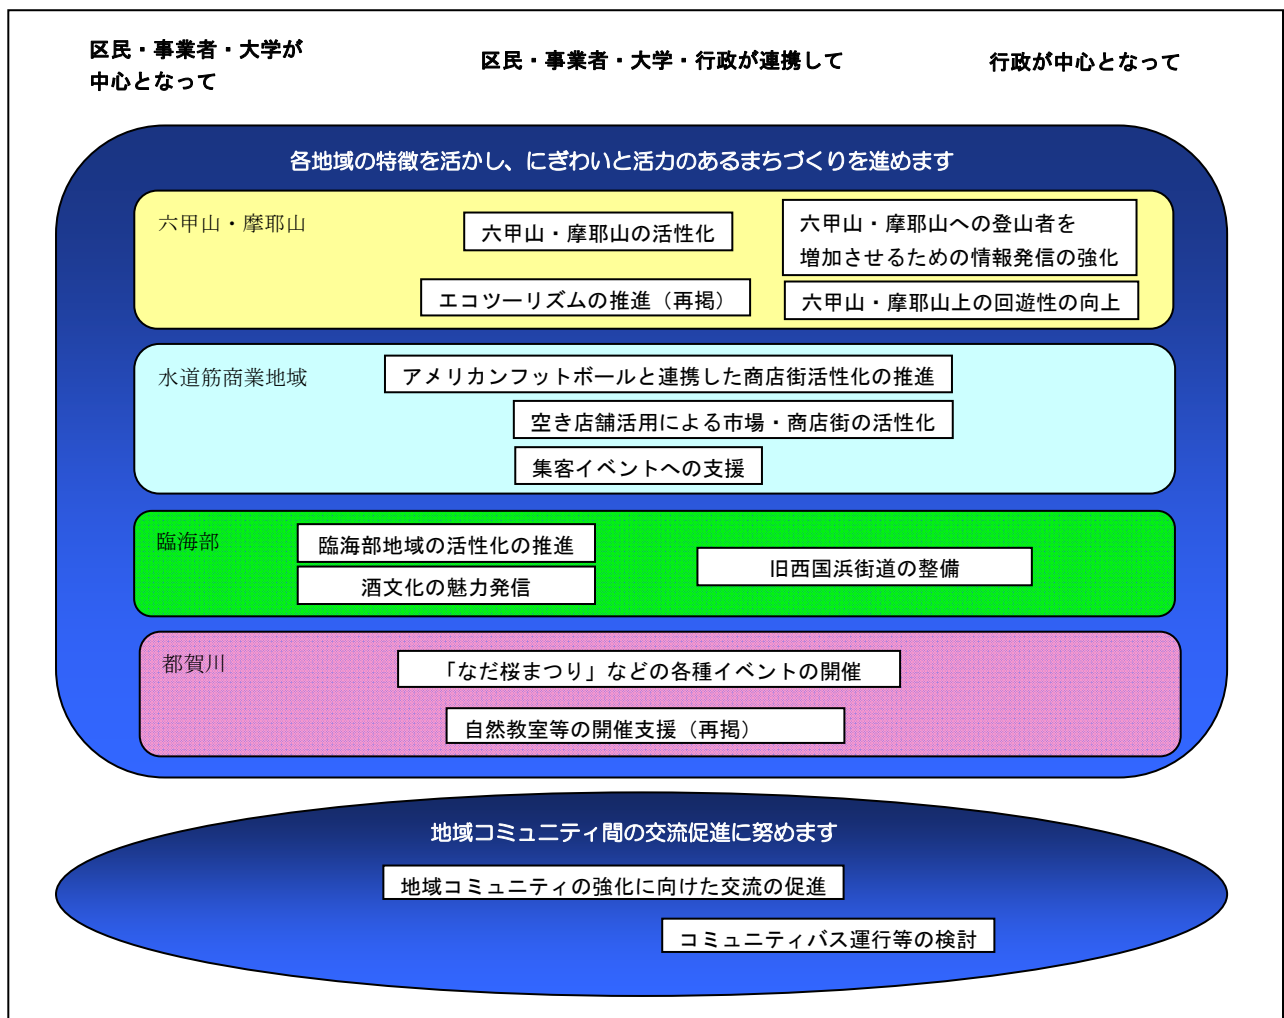 区民・事業者・大学が
中心となって
区民・事業者・大学・行政が連携して
行政が中心となって
各地域の特徴を活かし、にぎわいと活力のあるまちづくりを進めます
六甲山・摩耶山
六甲山・摩耶山の活性化
六甲山・摩耶山への登山者を
増加させるための情報発信の強化
エコツーリズムの推進（再掲）
六甲山・摩耶山上の回遊性の向上
水道筋商業地域
アメリカンフットボールと連携した商店街活性化の推進
空き店舗活用による市場・商店街の活性化
集客イベントへの支援
臨海部
臨海部地域の活性化の推進
酒文化の魅力発信
旧西国浜街道の整備
都賀川
「なだ桜まつり」などの各種イベントの開催
自然教室等の開催支援（再掲）
地域コミュニティ間の交流促進に努めます
地域コミュニティの強化に向けた交流の促進
コミュニティバス運行等の検討